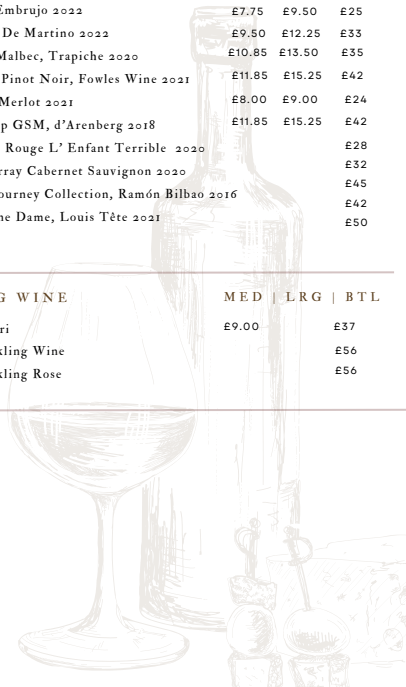 Embrujo 2022 £7.75 £9.50 £25
De Martino 2022 £9.50 £12.25 £33
Malbec, Trapiche 2020 £10.85 £13.50 £35
Pinot Noir, Fowles Wine 2021 £11.85 £15.25 £42
Merlot 2021 £8.00 £9.00 £24
p GSM, d'Arenberg 2018 £11.85 £15.25 £42
Rouge L' Enfant Terrible 2020 £28
rray Cabernet Sauvignon 2020 £32
ourney Collection, Ramón Bilbao 2016 £45
ne Dame, Louis Tête 2021 £42
£50
G WINE MED | LRG | BTL
ri £9.00 £37
kling Wine £56
kling Rose £56